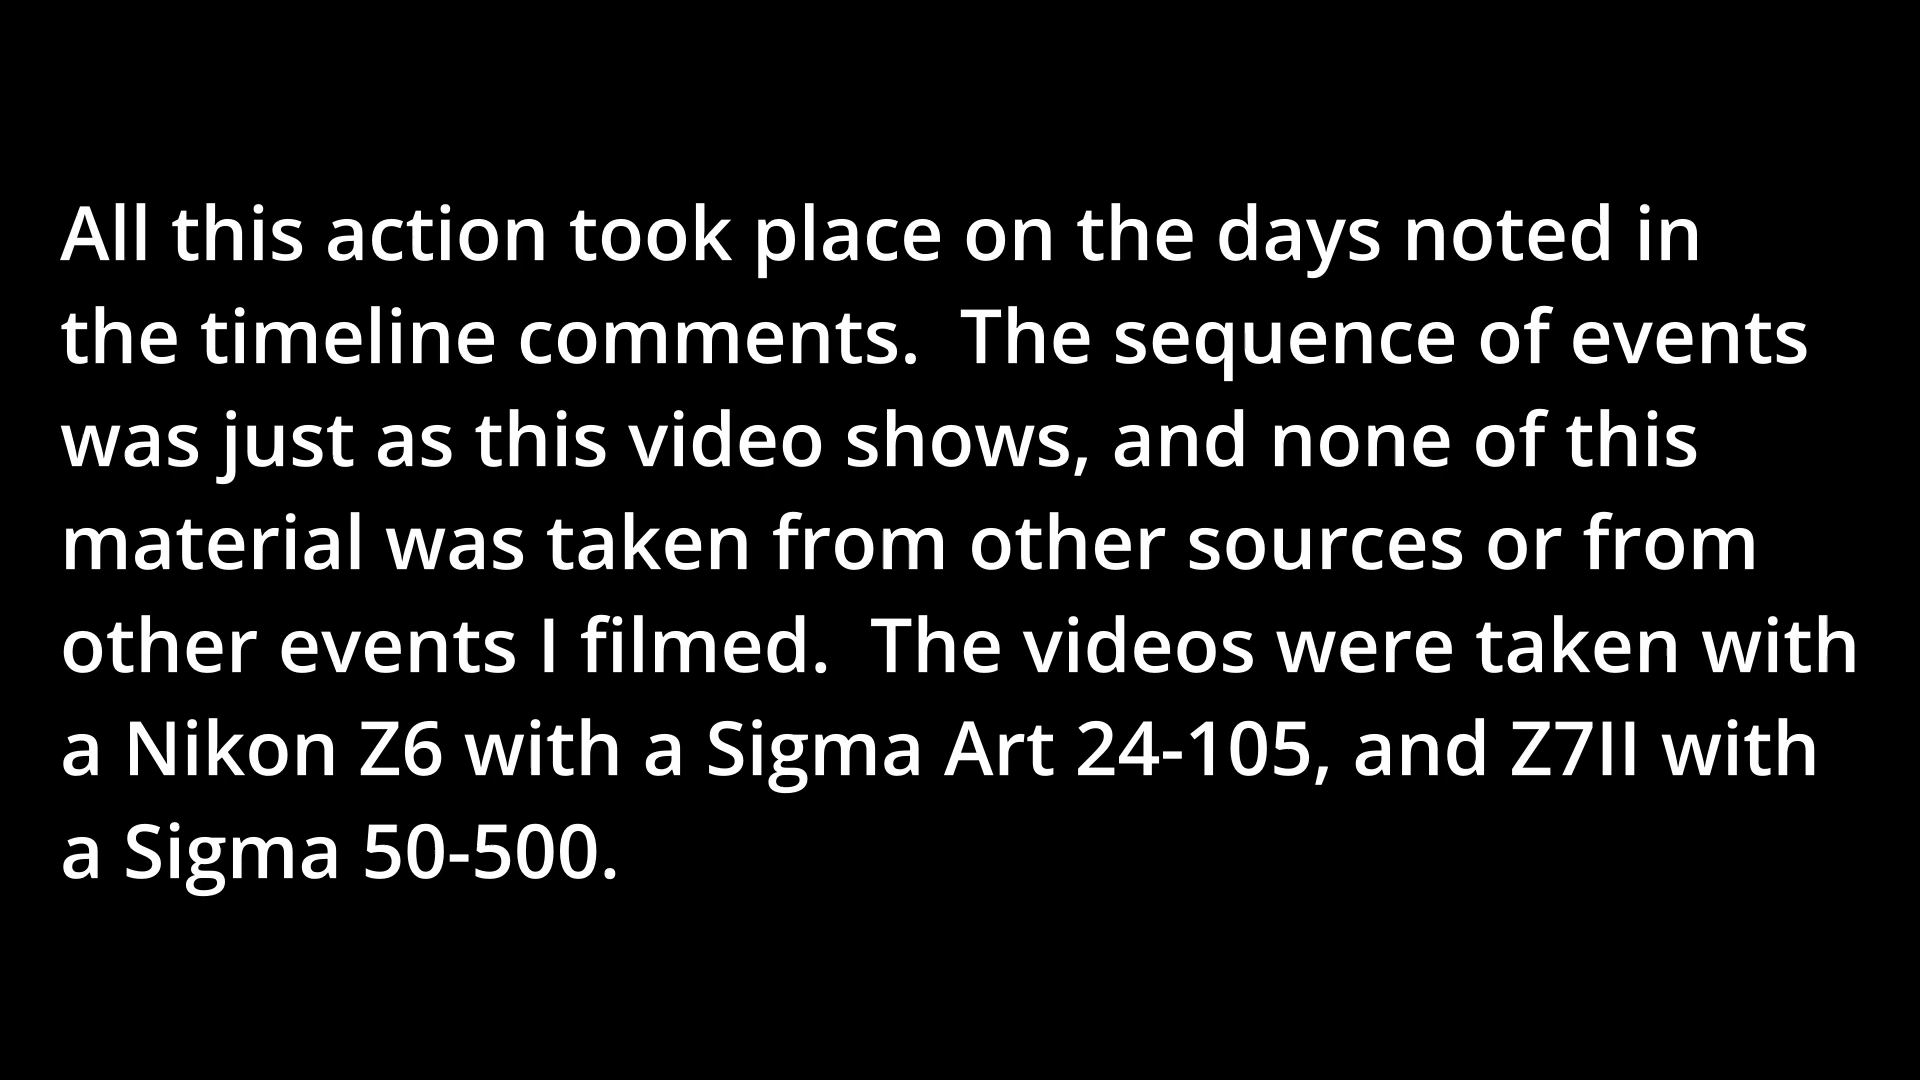 All this action took place on the days noted in
the timeline comments.  The sequence of events
was just as this video shows, and none of this
material was taken from other sources or from
other events I filmed.  The videos were taken with
a Nikon Z6 with a Sigma Art 24-105, and Z7II with
a Sigma 50-500.